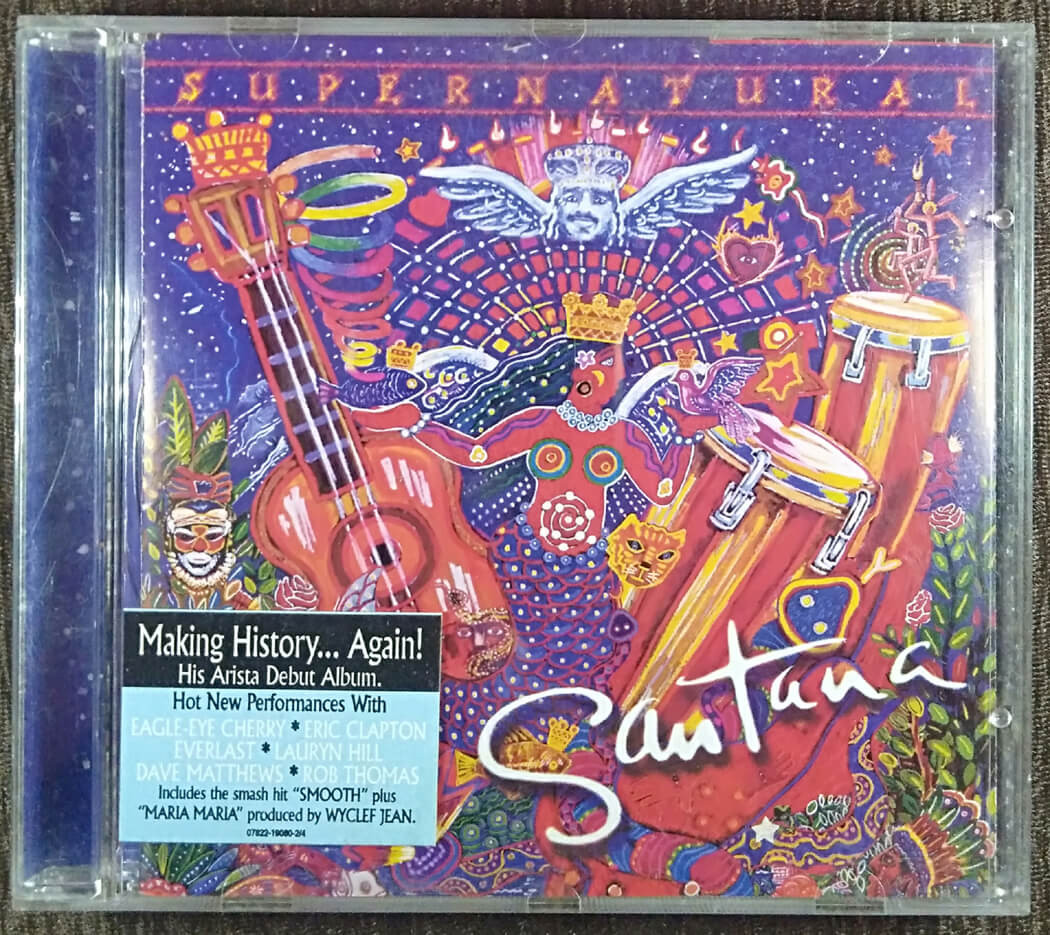 SUPERNATURAL
Making History... Again!
His Arista Debut Album.
Hot New Performances With
EAGLE-EYE CHERRY * ERIC CLAPTON
EVERLAST * LAURYN HILL
DAVE MATTHEWS * ROB THOMAS
Includes the smash hit "SMOOTH" plus
"MARIA MARIA" produced by WYCLEF JEAN.
07822-19080-2/4
Santana